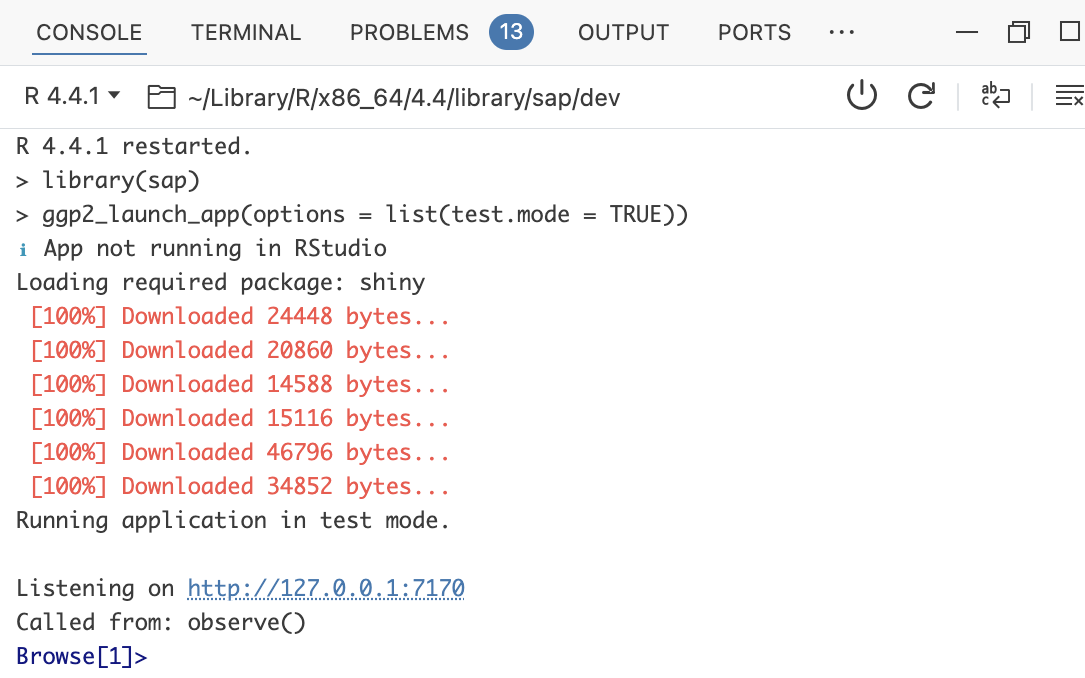 CONSOLE TERMINAL PROBLEMS 13 OUTPUT PORTS ...
R 4.4.1 ~/Library/R/x86_64/4.4/library/sap/dev abc
R 4.4.1 restarted.
> library(sap)
> ggp2_launch_app(options = list(test.mode = TRUE))
ℹ App not running in RStudio
Loading required package: shiny
[100%] Downloaded 24448 bytes...
[100%] Downloaded 20860 bytes...
[100%] Downloaded 14588 bytes...
[100%] Downloaded 15116 bytes...
[100%] Downloaded 46796 bytes...
[100%] Downloaded 34852 bytes...
Running application in test mode.
Listening on http://127.0.0.1:7170
Called from: observe()
Browse[1]>